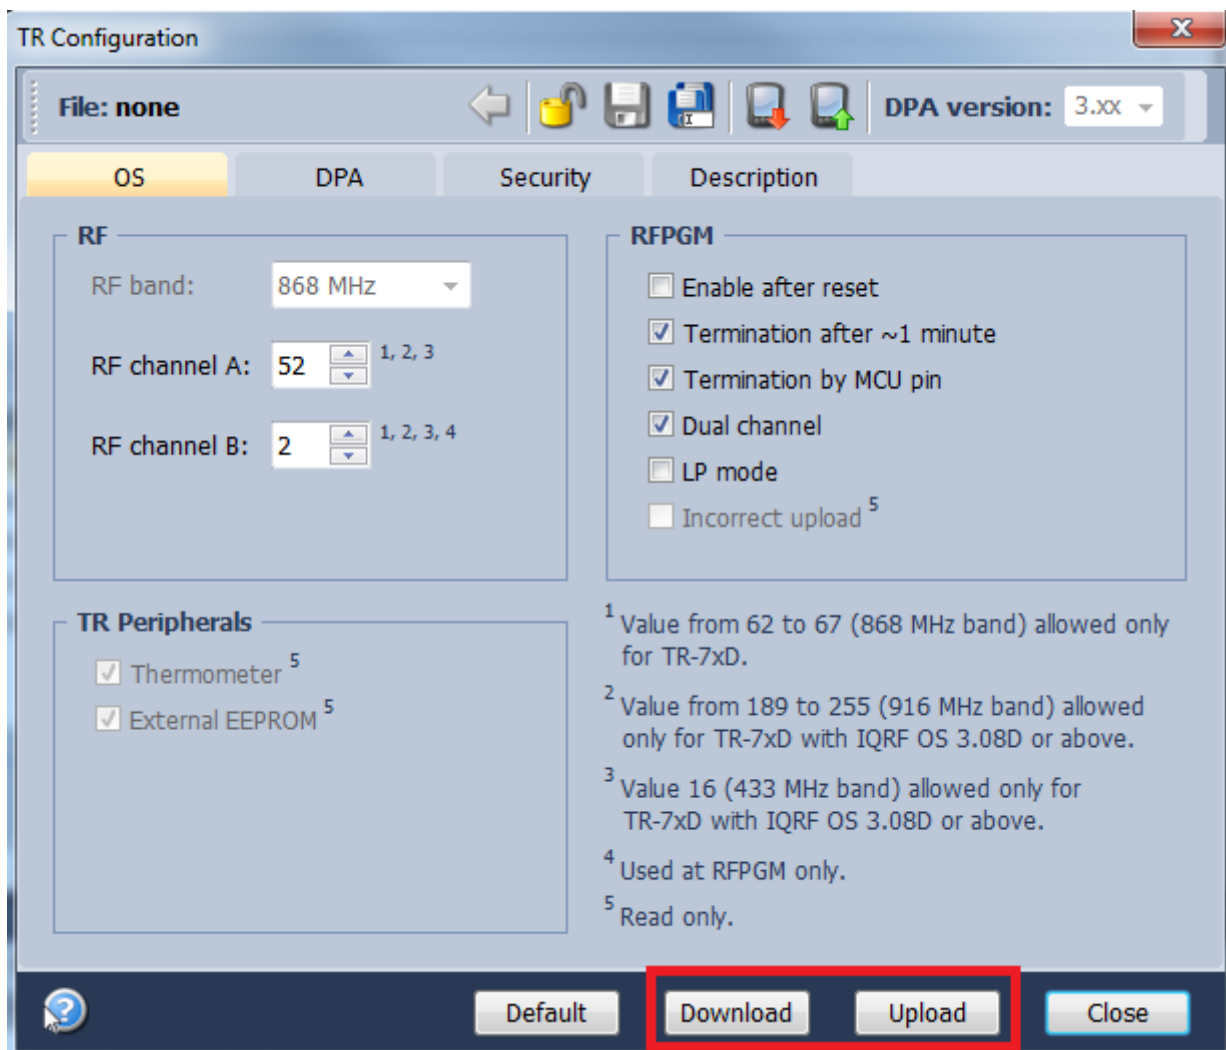 TR Configuration
File: none
DPA version: 3.xx
OS
DPA
Security
Description
RF
RF band: 868 MHz
RF channel A: 52 1, 2, 3
RF channel B: 2 1, 2, 3, 4
RFPGM
Enable after reset
Termination after ~1 minute
Termination by MCU pin
Dual channel
LP mode
Incorrect upload 5
TR Peripherals
Thermometer 5
External EEPROM 5
1 Value from 62 to 67 (868 MHz band) allowed only
for TR-7xD.
2 Value from 189 to 255 (916 MHz band) allowed
only for TR-7xD with IQRF OS 3.08D or above.
3 Value 16 (433 MHz band) allowed only for
TR-7xD with IQRF OS 3.08D or above.
4 Used at RFPGM only.
5 Read only.
Default
Download
Upload
Close